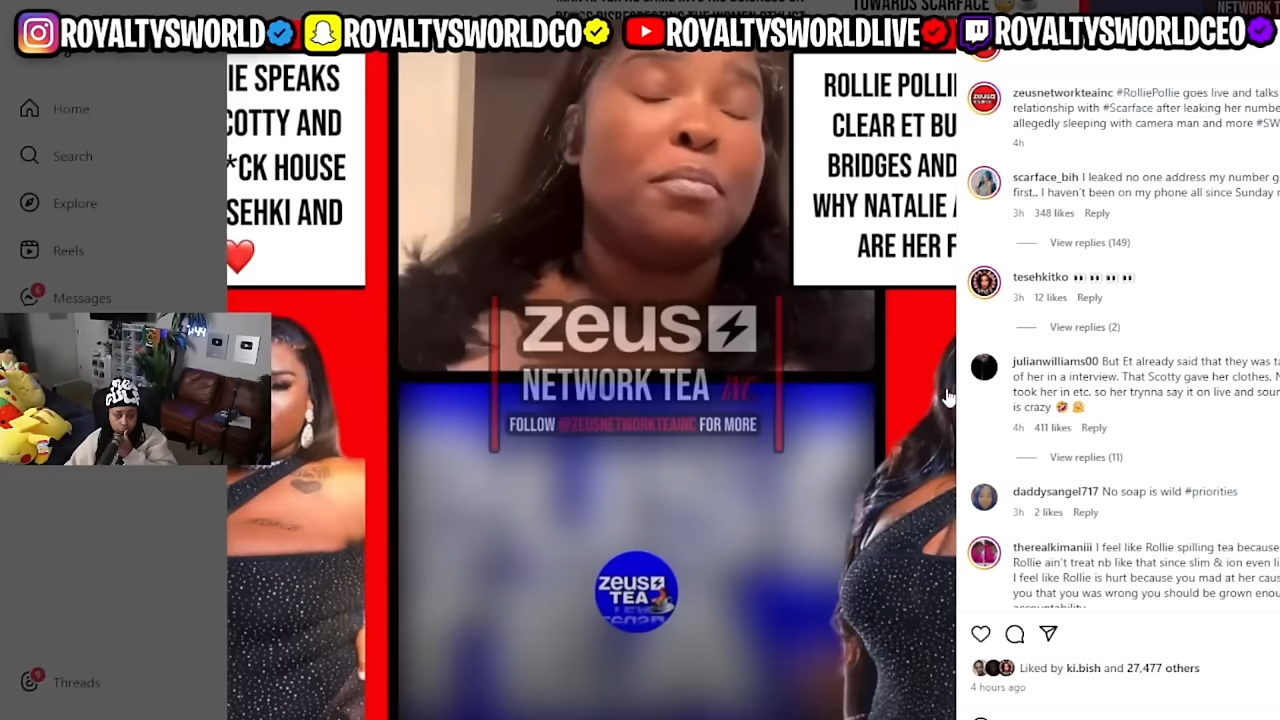 TOWARDS SCARFACE
ROYALTYSWORLD
ROYALTYSWORLDCO
ROYALTYSWORLDLIVE
ROYALTYSWORLDCEO
Home
Search
Explore
Reels
6
Messages
9
Threads
IE SPEAKS
COTTY AND
*CK HOUSE
SEHKI AND
ROLLIE POLLI
CLEAR ET BU
BRIDGES AND
WHY NATALIE
ARE HER F
zeus
NETWORK TEA INC
FOLLOW @ZEUSNETWORKTEAINC FOR MORE
zeus
TEA
zeusnetworkteainc #RolliePollie goes live and talks
relationship with #Scarface after leaking her numbe
allegedly sleeping with camera man and more #SW
4h
scarface_bih I leaked no one address my number g
first.. I haven't been on my phone all since Sunday
3h 348 likes Reply
View replies (149)
tesehkitko 👀 👀 👀 👀
3h 12 likes Reply
View replies (2)
julianwilliams00 But Et already said that they was ta
of her in a interview. That Scotty gave her clothes, N
took her in etc. so her trynna say it on live and soun
is crazy 🤣 🤗
4h 411 likes Reply
View replies (11)
daddysangel717 No soap is wild #priorities
3h 2 likes Reply
therealkimaniii I feel like Rollie spilling tea because
Rollie ain't treat nb like that since slim & ion even li
I feel like Rollie is hurt because you mad at her caus
you that you was wrong you should be grown enou
accountability
Liked by ki.bish and 27,477 others
4 hours ago